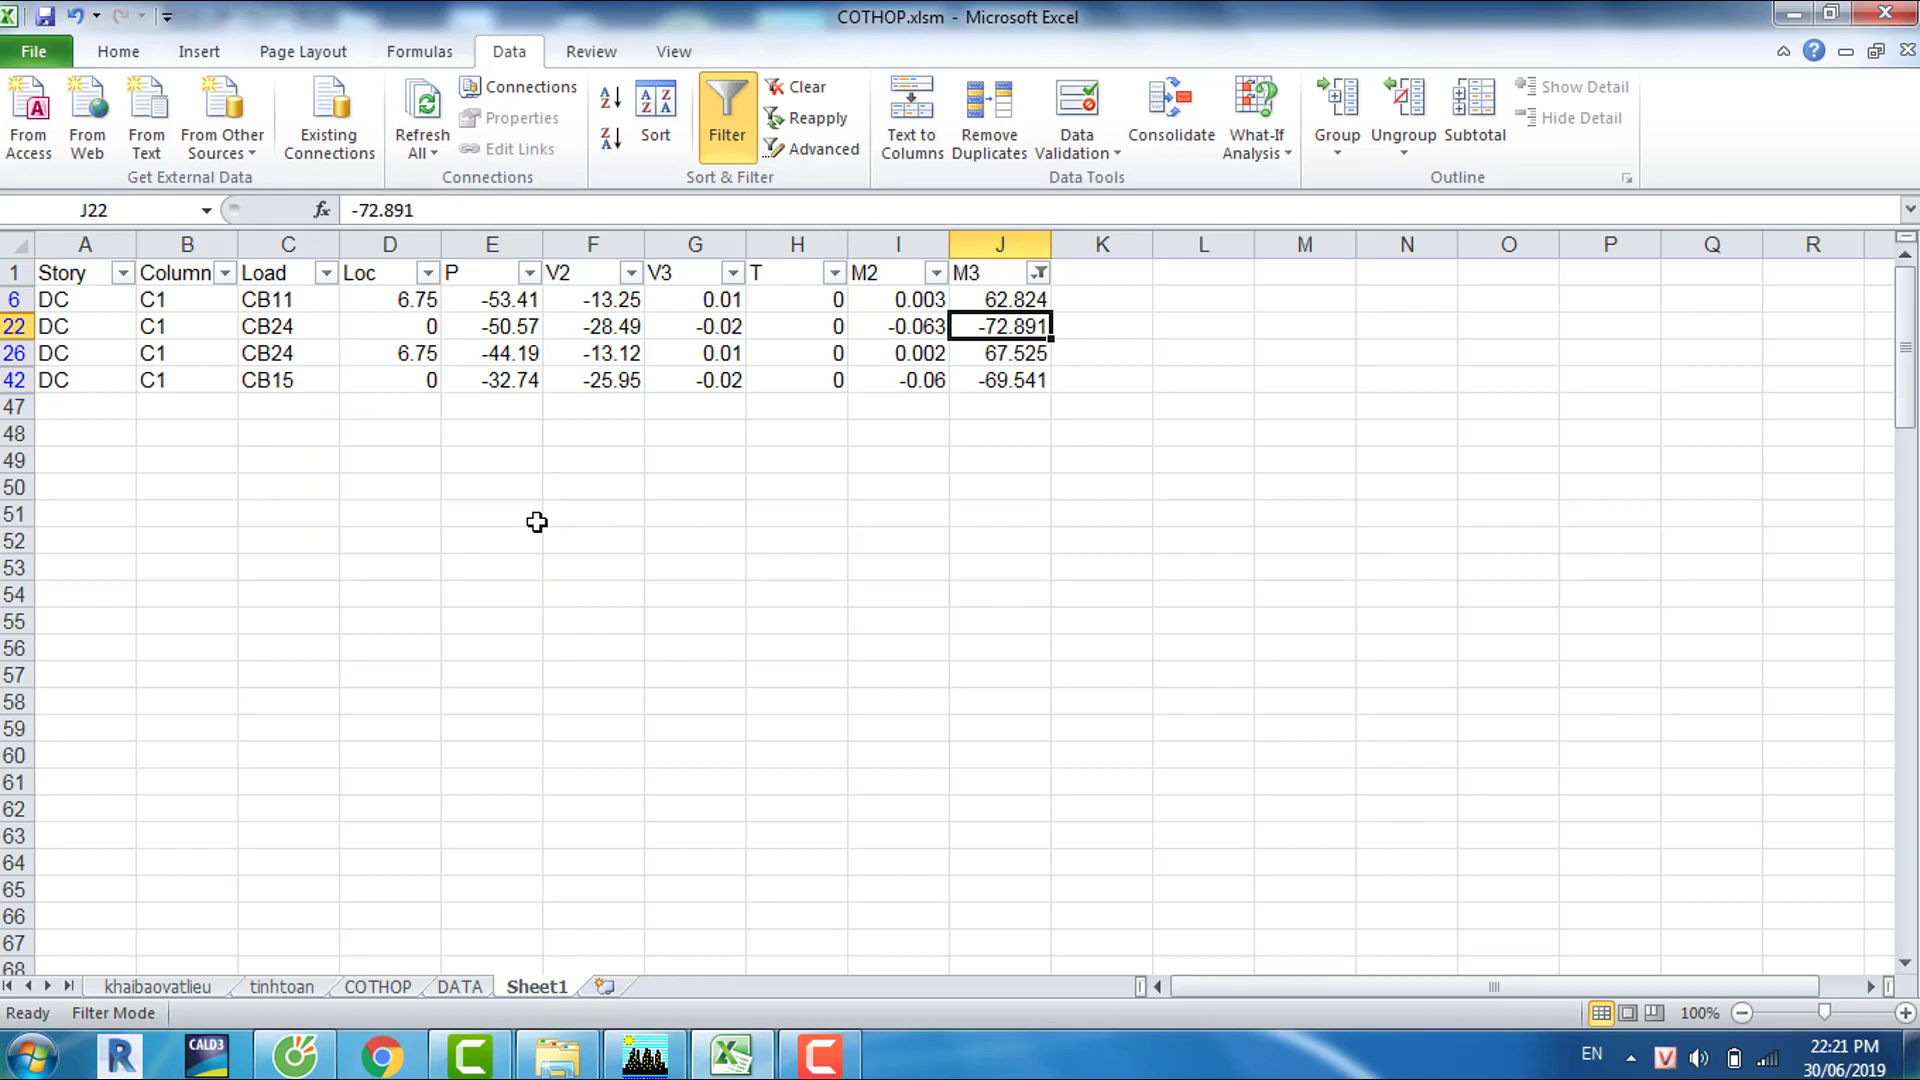 COTHOP.xlsm - Microsoft Excel
File Home Insert Page Layout Formulas Data Review View
From Access From Web From Text From Other Sources Existing Connections Refresh All Connections Properties Edit Links Sort Filter Clear Reapply Advanced Text to Columns Remove Duplicates Data Validation Consolidate What-If Analysis Group Ungroup Subtotal Show Detail Hide Detail
Get External Data Connections Sort & Filter Data Tools Outline
J22 fx -72.891
A B C D E F G H I J K L M N O P Q R
1 Story Column Load Loc P V2 V3 T M2 M3
6 DC C1 CB11 6.75 -53.41 -13.25 0.01 0 0.003 62.824
22 DC C1 CB24 0 -50.57 -28.49 -0.02 0 -0.063 -72.891
26 DC C1 CB24 6.75 -44.19 -13.12 0.01 0 0.002 67.525
42 DC C1 CB15 0 -32.74 -25.95 -0.02 0 -0.06 -69.541
47
48
49
50
51
52
53
54
55
56
57
58
59
60
61
62
63
64
65
66
67
68
khaibaovatlieu tinhtoan COTHOP DATA Sheet1
Ready Filter Mode 100%
CALD3 EN 22:21 PM
30/06/2019